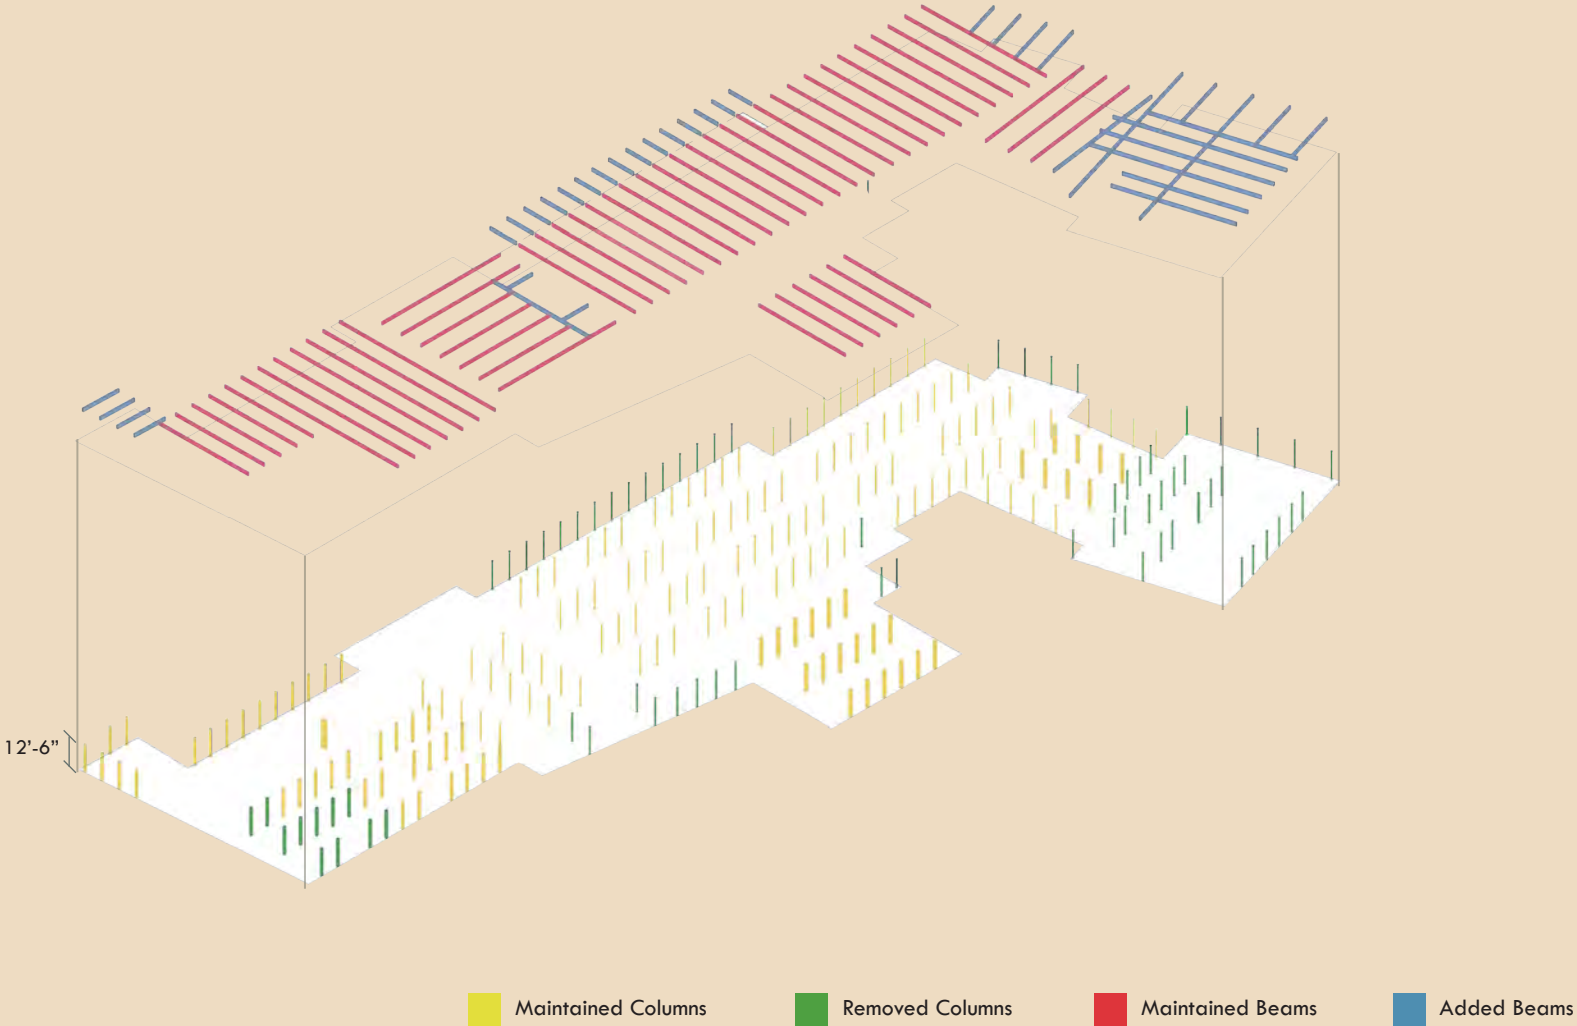 12’-6”
Maintained Columns
Removed Columns
Maintained Beams
Added Beams